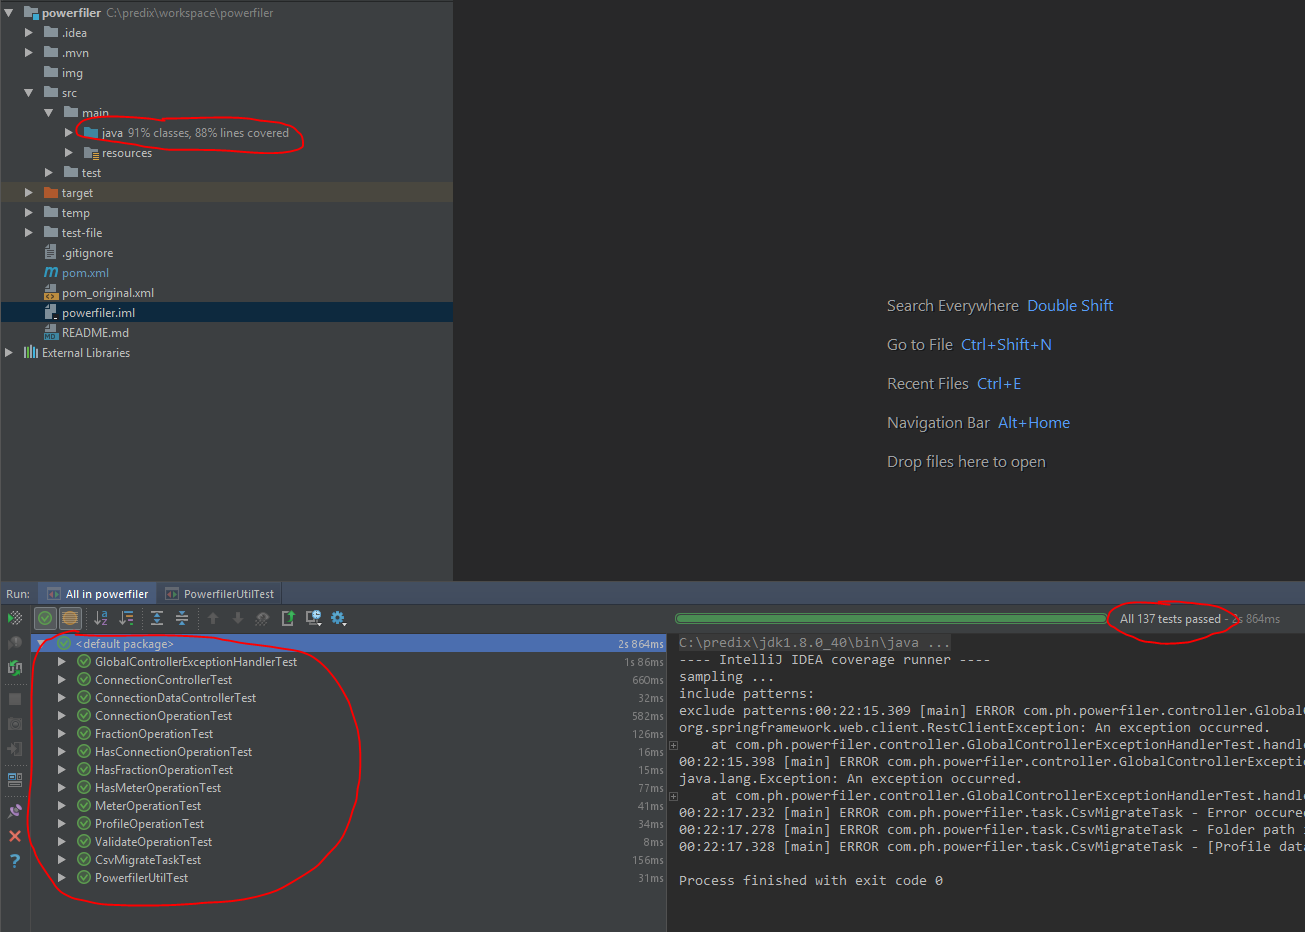 powerfiler C:\predix\workspace\powerfiler
.idea
.mvn
img
src
main
java 91% classes, 88% lines covered
resources
test
target
temp
test-file
.gitignore
pom.xml
pom_original.xml
powerfiler.iml
README.md
External Libraries
Search Everywhere Double Shift
Go to File Ctrl+Shift+N
Recent Files Ctrl+E
Navigation Bar Alt+Home
Drop files here to open
Run: All in powerfiler PowerfilerUtilTest
All 137 tests passed - 2s 864ms
<default package> 2s 864ms
GlobalControllerExceptionHandlerTest 1s 86ms
ConnectionControllerTest 660ms
ConnectionDataControllerTest 32ms
ConnectionOperationTest 582ms
FractionOperationTest 126ms
HasConnectionOperationTest 16ms
HasFractionOperationTest 15ms
HasMeterOperationTest 77ms
MeterOperationTest 41ms
ProfileOperationTest 34ms
ValidateOperationTest 8ms
CsvMigrateTaskTest 156ms
PowerfilerUtilTest 31ms
C:\predix\jdk1.8.0_40\bin\java ...
---- IntelliJ IDEA coverage runner ----
sampling ...
include patterns:
exclude patterns:00:22:15.309 [main] ERROR com.ph.powerfiler.controller.GlobalC
org.springframework.web.client.RestClientException: An exception occurred.
at com.ph.powerfiler.controller.GlobalControllerExceptionHandlerTest.handle
00:22:15.398 [main] ERROR com.ph.powerfiler.controller.GlobalControllerExceptio
java.lang.Exception: An exception occurred.
at com.ph.powerfiler.controller.GlobalControllerExceptionHandlerTest.handle
00:22:17.232 [main] ERROR com.ph.powerfiler.task.CsvMigrateTask - Error occured
00:22:17.278 [main] ERROR com.ph.powerfiler.task.CsvMigrateTask - Folder path
00:22:17.328 [main] ERROR com.ph.powerfiler.task.CsvMigrateTask - [Profile data
Process finished with exit code 0